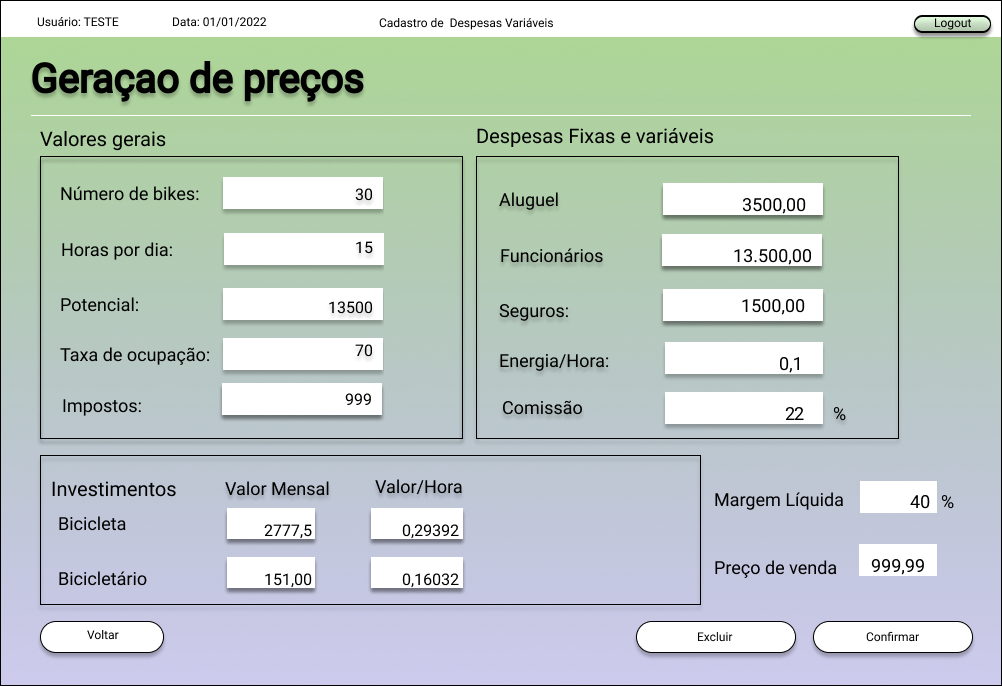 Usuário: TESTE Data: 01/01/2022 Cadastro de Despesas Variáveis Logout
Geraçao de preços
Valores gerais
Número de bikes: 30
Horas por dia: 15
Potencial: 13500
Taxa de ocupação: 70
Impostos: 999
Despesas Fixas e variáveis
Aluguel 3500,00
Funcionários 13.500,00
Seguros: 1500,00
Energia/Hora: 0,1
Comissão 22 %
Investimentos Valor Mensal Valor/Hora
Bicicleta 2777,5 0,29392
Bicicletário 151,00 0,16032
Margem Líquida 40 %
Preço de venda 999,99
Voltar Excluir Confirmar